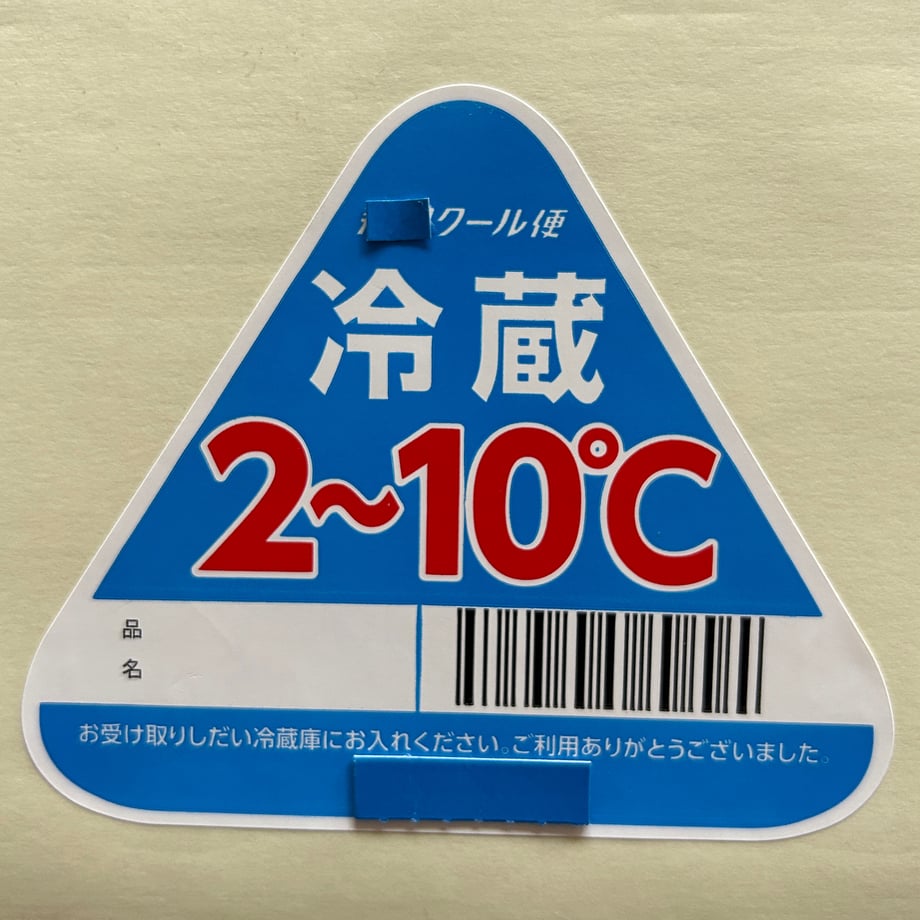 クール便
冷蔵
2~10℃
品
名
お受け取りしだい冷蔵庫にお入れください。ご利用ありがとうございました。